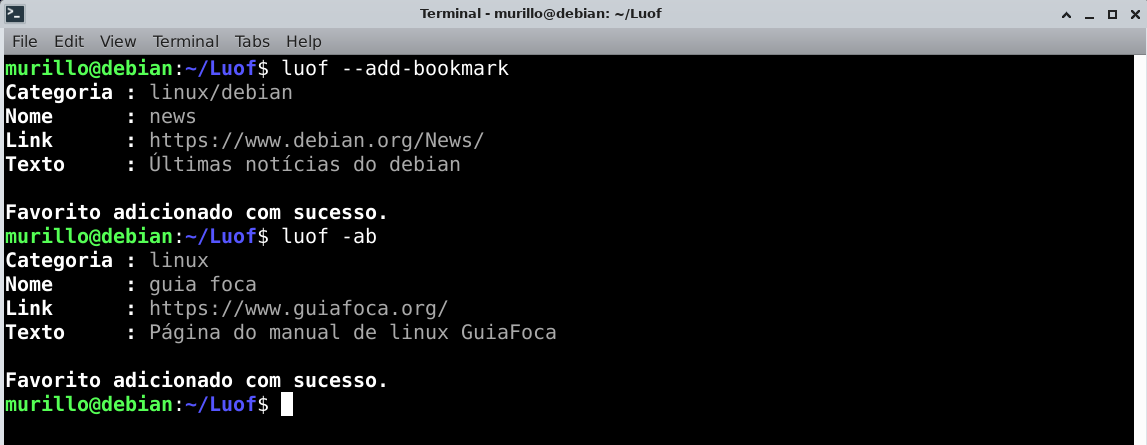 Terminal - murillo@debian: ~/Luof
File Edit View Terminal Tabs Help
murillo@debian:~/Luof$ luof --add-bookmark
Categoria : linux/debian
Nome      : news
Link      : https://www.debian.org/News/
Texto     : Últimas notícias do debian

Favorito adicionado com sucesso.
murillo@debian:~/Luof$ luof -ab
Categoria : linux
Nome      : guia foca
Link      : https://www.guiafoca.org/
Texto     : Página do manual de linux GuiaFoca

Favorito adicionado com sucesso.
murillo@debian:~/Luof$